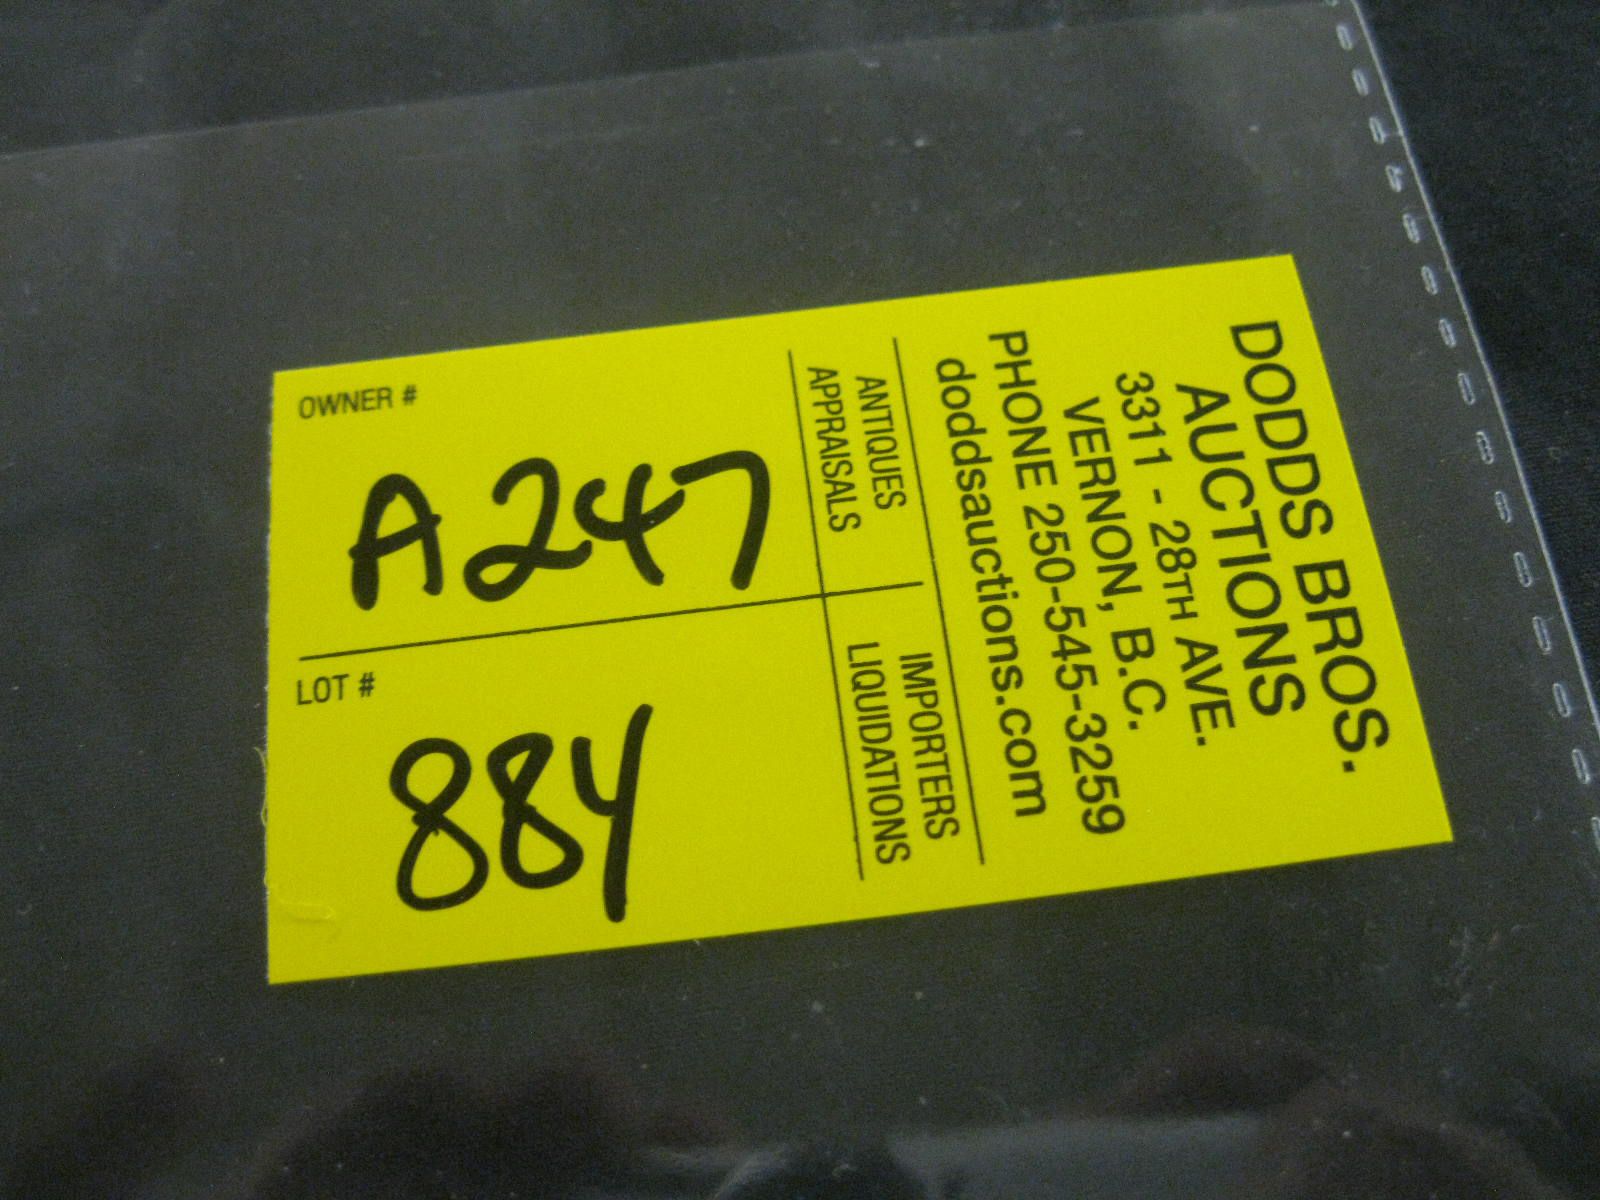 DODDS BROS.
AUCTIONS
3311 - 28TH AVE.
VERNON, B.C.
PHONE 250-545-3259
doddsauctions.com
ANTIQUES
APPRAISALS
IMPORTERS
LIQUIDATIONS
OWNER #
A247
LOT #
884